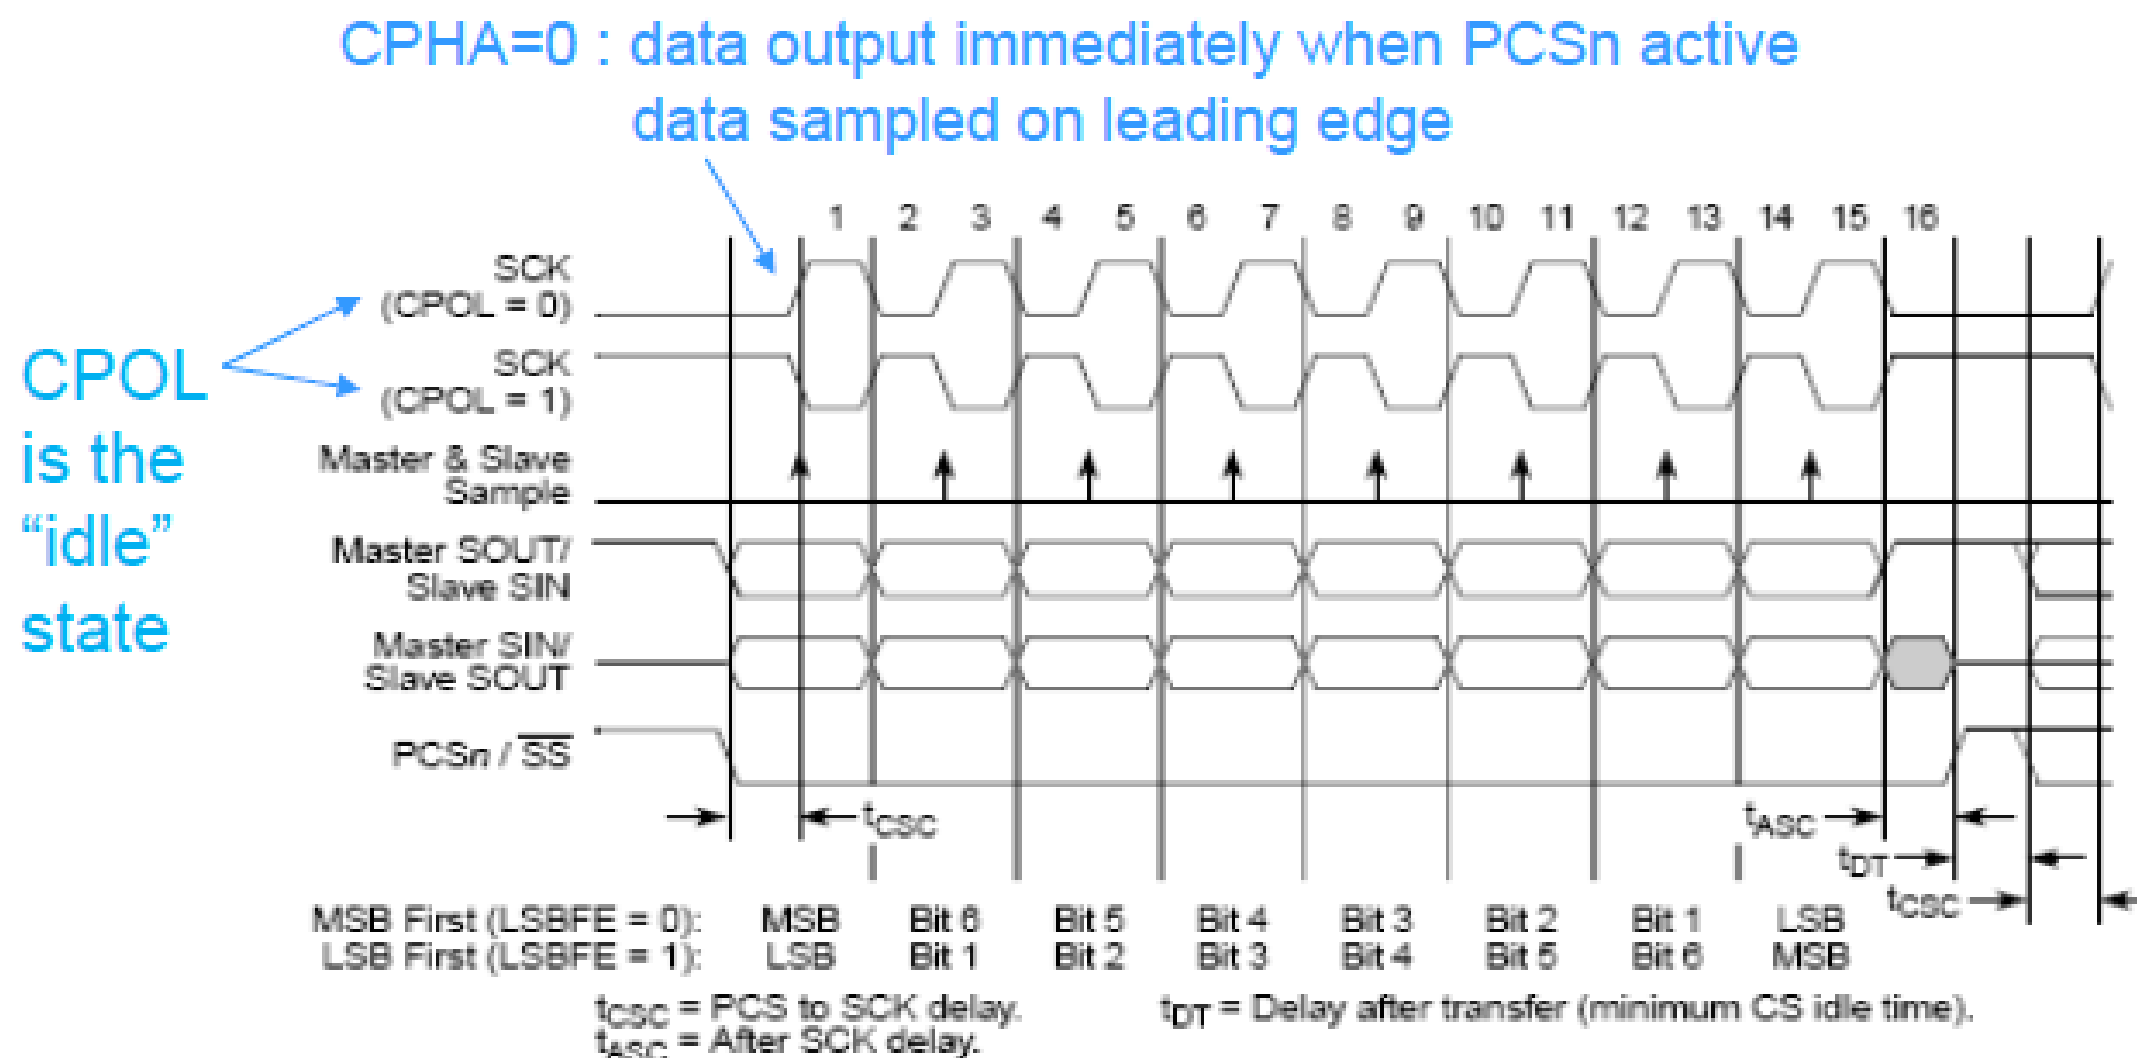 CPHA=0 : data output immediately when PCSn active
data sampled on leading edge
1 2 3 4 5 6 7 8 9 10 11 12 13 14 15 16
SCK
(CPOL = 0)
SCK
(CPOL = 1)
CPOL
is the
“idle”
state
Master & Slave
Sample
Master SOUT/
Slave SIN
Master SIN/
Slave SOUT
PCSn / SS
tCSC
tASC
tDT
tCSC
MSB First (LSBFE = 0): MSB Bit 6 Bit 5 Bit 4 Bit 3 Bit 2 Bit 1 LSB
LSB First (LSBFE = 1): LSB Bit 1 Bit 2 Bit 3 Bit 4 Bit 5 Bit 6 MSB
tCSC = PCS to SCK delay. tDT = Delay after transfer (minimum CS idle time).
tASC = After SCK delay.